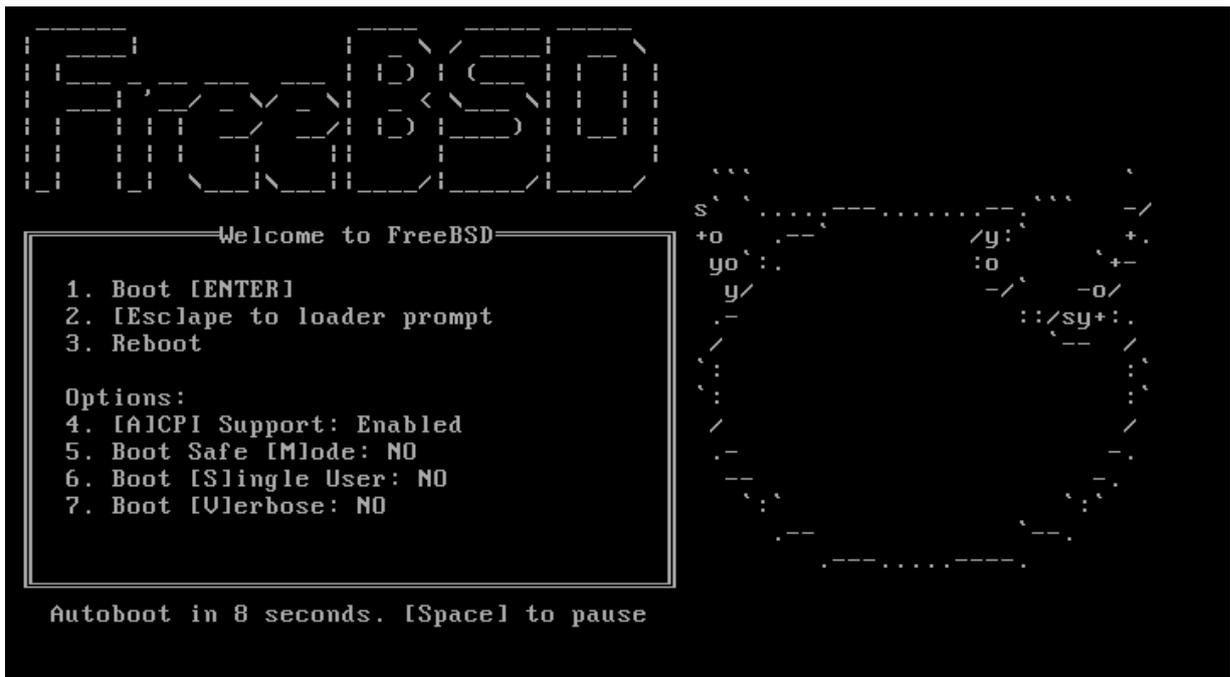 FreeBSD
Welcome to FreeBSD
1. Boot [ENTER]
2. [Esc]ape to loader prompt
3. Reboot
Options:
4. [A]CPI Support: Enabled
5. Boot Safe [M]ode: NO
6. Boot [S]ingle User: NO
7. Boot [V]erbose: NO
Autoboot in 8 seconds. [Space] to pause